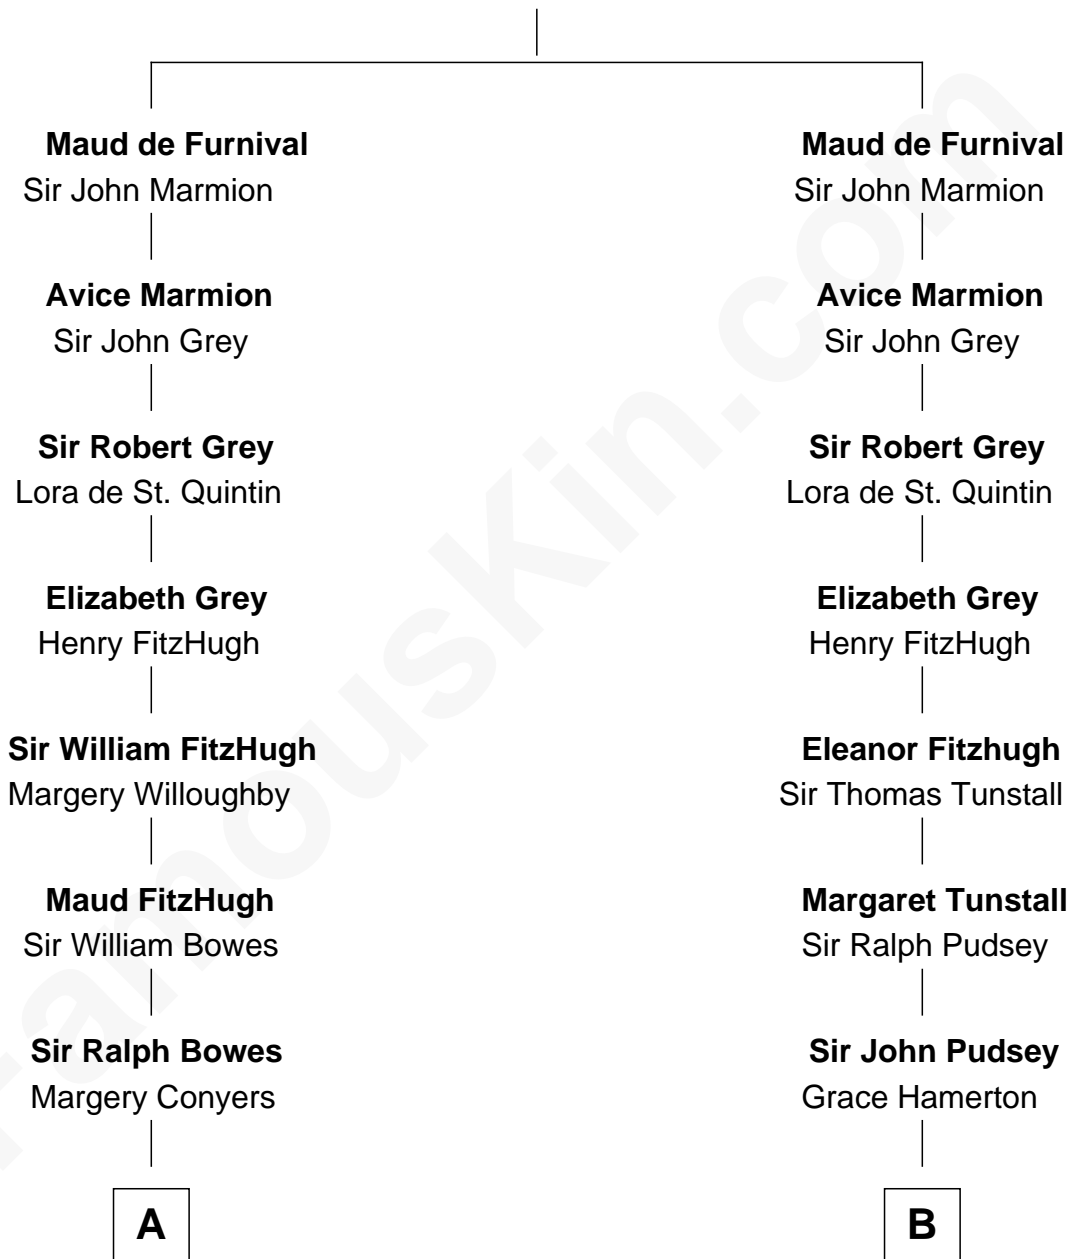 Maud de Furnival
Sir John Marmion
Avice Marmion
Sir John Grey
Sir Robert Grey
Lora de St. Quintin
Elizabeth Grey
Henry FitzHugh
Sir William FitzHugh
Margery Willoughby
Maud FitzHugh
Sir William Bowes
Sir Ralph Bowes
Margery Conyers
A
Maud de Furnival
Sir John Marmion
Avice Marmion
Sir John Grey
Sir Robert Grey
Lora de St. Quintin
Elizabeth Grey
Henry FitzHugh
Eleanor Fitzhugh
Sir Thomas Tunstall
Margaret Tunstall
Sir Ralph Pudsey
Sir John Pudsey
Grace Hamerton
B
FamousKin.com